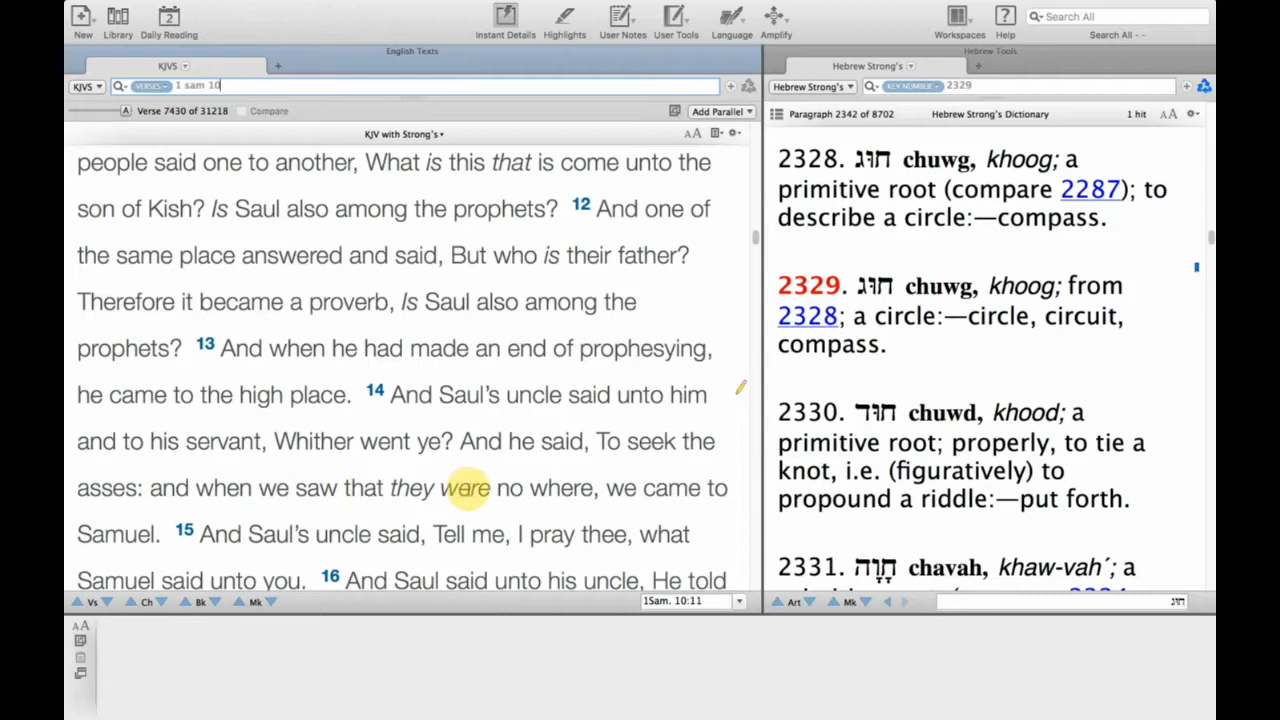 New Library Daily Reading Instant Details Highlights User Notes User Tools Language Amplify Workspaces Help Search All
Search All - -
English Texts
KJVS
+
KJVS VERSES 1 sam 10
A Verse 7430 of 31218 Compare Add Parallel
KJV with Strong's AA
people said one to another, What is this that is come unto the
son of Kish? Is Saul also among the prophets? 12 And one of
the same place answered and said, But who is their father?
Therefore it became a proverb, Is Saul also among the
prophets? 13 And when he had made an end of prophesying,
he came to the high place. 14 And Saul's uncle said unto him
and to his servant, Whither went ye? And he said, To seek the
asses: and when we saw that they were no where, we came to
Samuel. 15 And Saul's uncle said, Tell me, I pray thee, what
Samuel said unto you. 16 And Saul said unto his uncle, He told
Vs Ch Bk Mk 1Sam. 10:11
AA
Hebrew Tools
Hebrew Strong's
+
Hebrew Strong's KEY NUMBER 2329
Paragraph 2342 of 8702 Hebrew Strong's Dictionary 1 hit AA
2328. חוּג chuwg, khoog; a
primitive root (compare 2287); to
describe a circle:—compass.
2329. חוּג chuwg, khoog; from
2328; a circle:—circle, circuit,
compass.
2330. חוּד chuwd, khood; a
primitive root; properly, to tie a
knot, i.e. (figuratively) to
propound a riddle:—put forth.
2331. חָוָה chavah, khaw-vah´; a
Art Mk חוּג